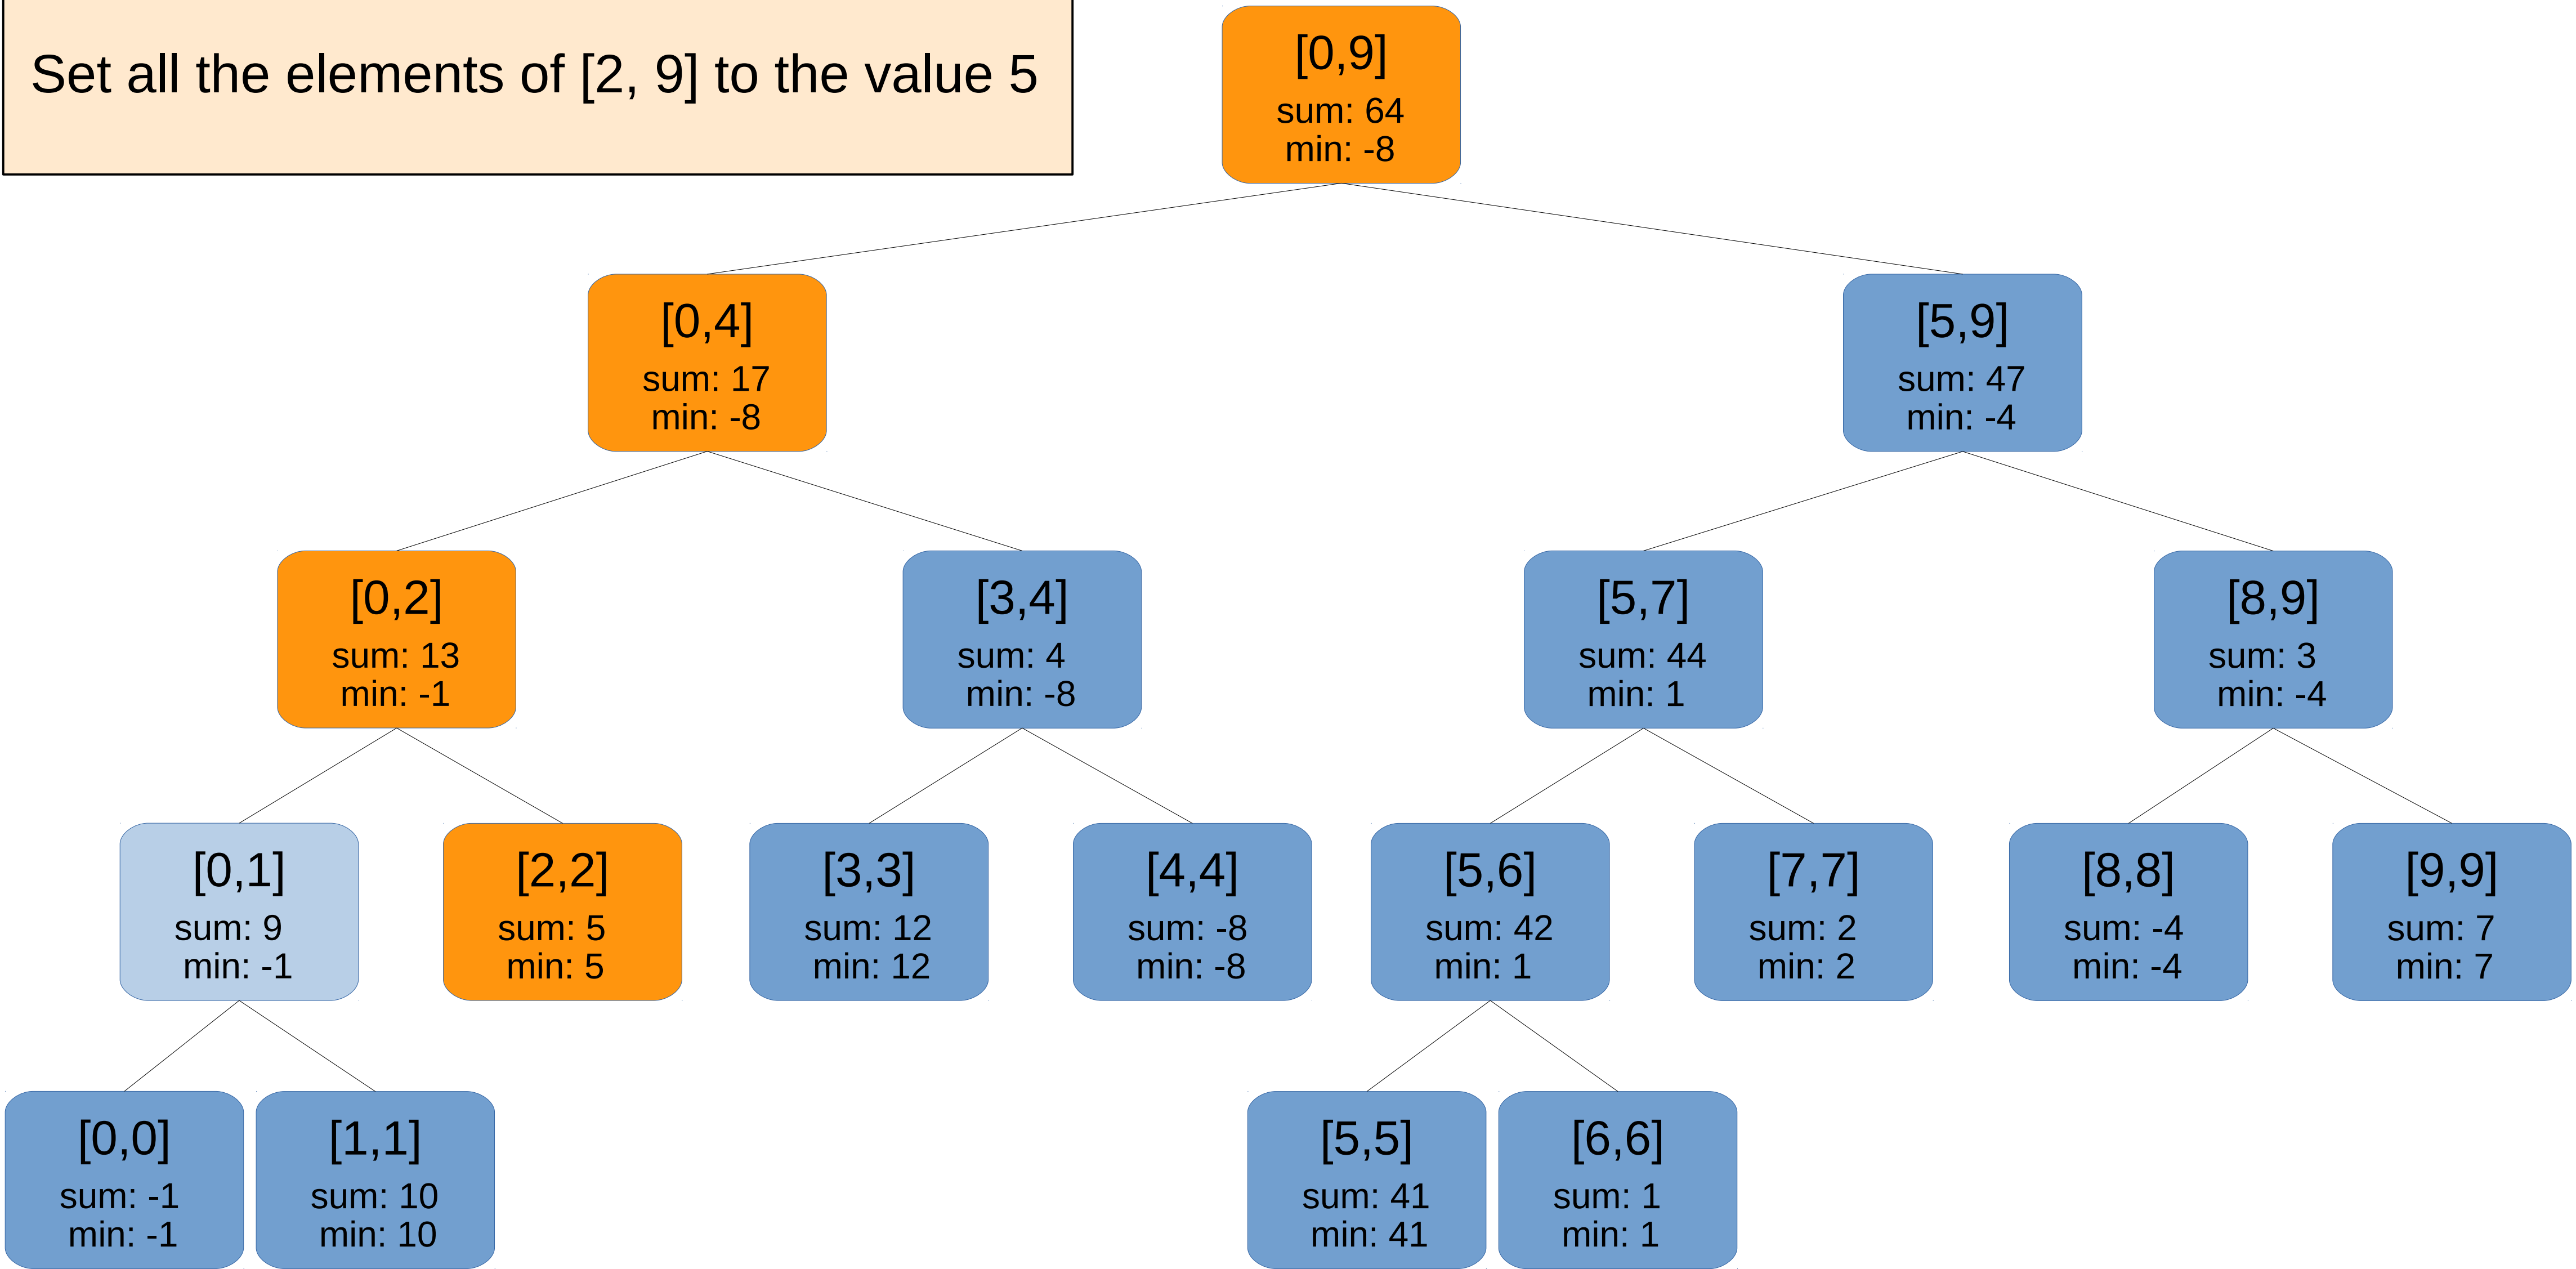 Set all the elements of [2, 9] to the value 5
[0,9]
sum: 64
min: -8
[0,4]
sum: 17
min: -8
[5,9]
sum: 47
min: -4
[0,2]
sum: 13
min: -1
[3,4]
sum: 4
min: -8
[5,7]
sum: 44
min: 1
[8,9]
sum: 3
min: -4
[0,1]
sum: 9
min: -1
[2,2]
sum: 5
min: 5
[3,3]
sum: 12
min: 12
[4,4]
sum: -8
min: -8
[5,6]
sum: 42
min: 1
[7,7]
sum: 2
min: 2
[8,8]
sum: -4
min: -4
[9,9]
sum: 7
min: 7
[0,0]
sum: -1
min: -1
[1,1]
sum: 10
min: 10
[5,5]
sum: 41
min: 41
[6,6]
sum: 1
min: 1